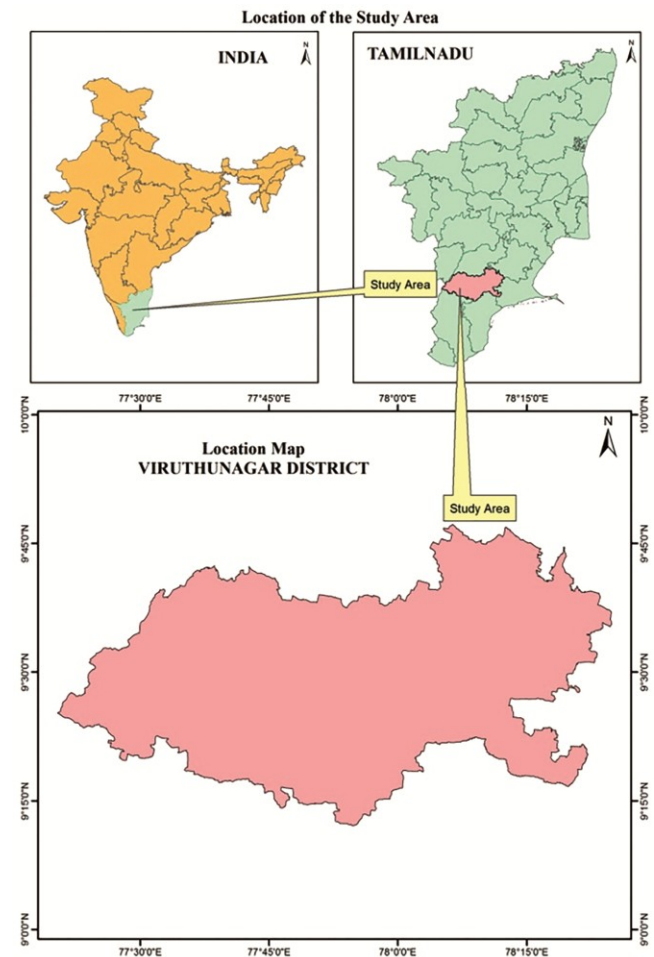 Location of the Study Area
INDIA
N
TAMILNADU
N
Study Area
77°30'0"E 77°45'0"E 78°0'0"E 78°15'0"E
Location Map
VIRUTHUNAGAR DISTRICT
N
Study Area
10°0'0"N
9°45'0"N
9°30'0"N
9°15'0"N
9°0'0"N
10°0'0"N
9°45'0"N
9°30'0"N
9°15'0"N
9°0'0"N
77°30'0"E 77°45'0"E 78°0'0"E 78°15'0"E